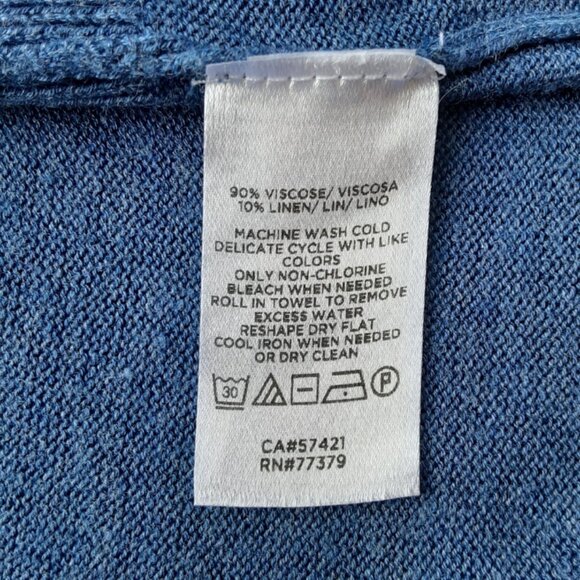 90% VISCOSE/ VISCOSA
10% LINEN/ LIN/ LINO
MACHINE WASH COLD
DELICATE CYCLE WITH LIKE
COLORS
ONLY NON-CHLORINE
BLEACH WHEN NEEDED
ROLL IN TOWEL TO REMOVE
EXCESS WATER
RESHAPE DRY FLAT
COOL IRON WHEN NEEDED
OR DRY CLEAN
30 P
CA#57421
RN#77379